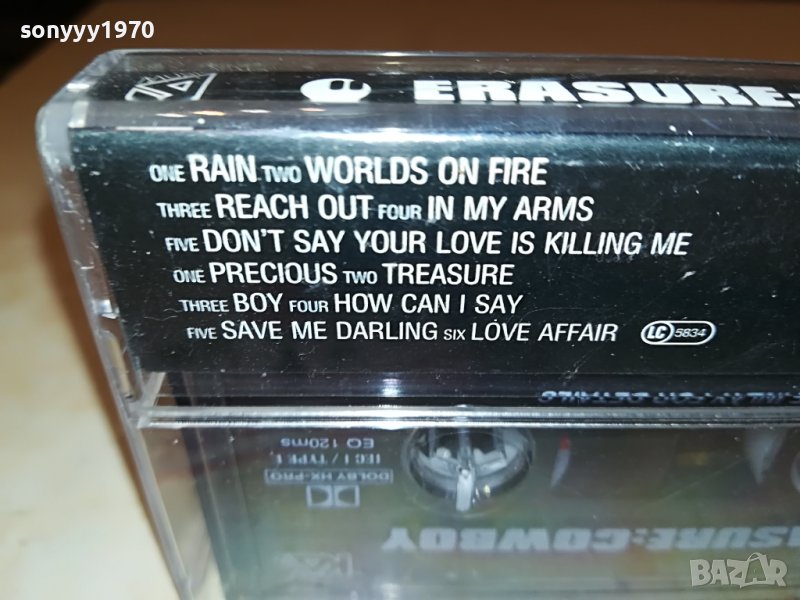 sonyyy1970
ERASURE:
ONE RAIN TWO WORLDS ON FIRE
THREE REACH OUT FOUR IN MY ARMS
FIVE DON'T SAY YOUR LOVE IS KILLING ME
ONE PRECIOUS TWO TREASURE
THREE BOY FOUR HOW CAN I SAY
FIVE SAVE ME DARLING SIX LOVE AFFAIR LC 5834
EQ 120ms
IEC I / TYPE I
DOLBY HX-PRO
SURE:COWBOY
BAZAR